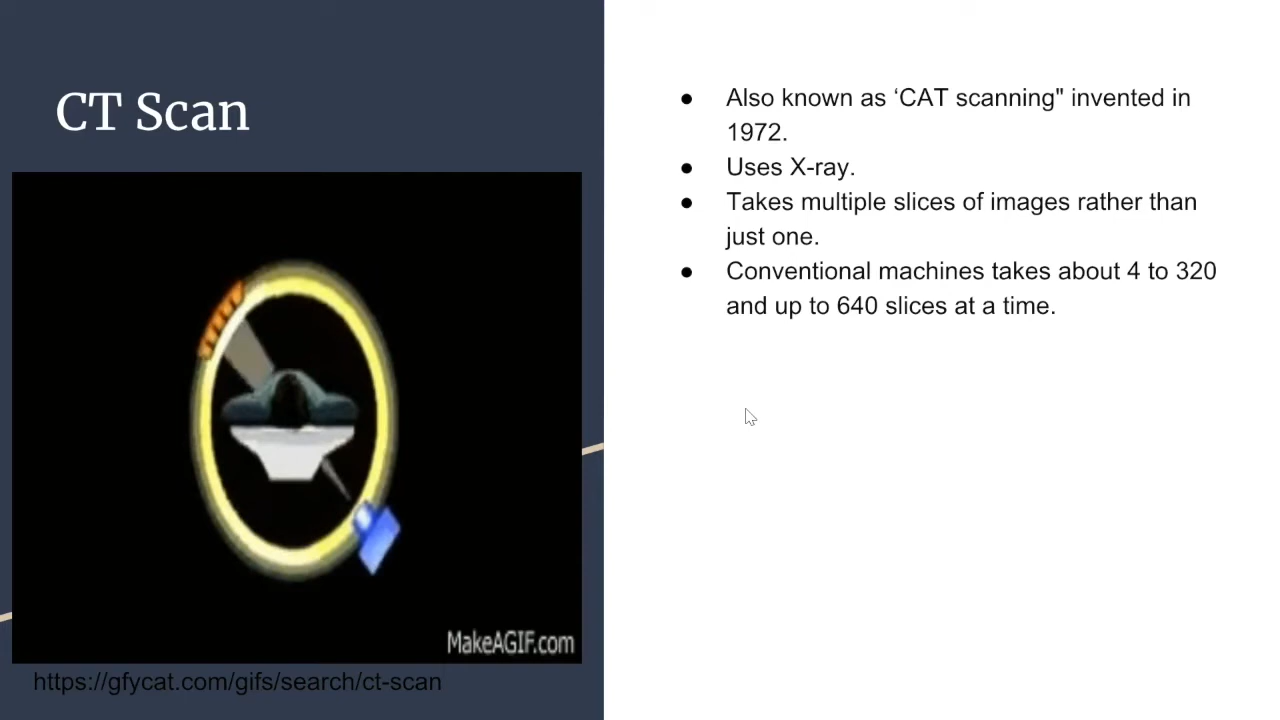 CT Scan
● Also known as ‘CAT scanning" invented in
1972.
● Uses X-ray.
● Takes multiple slices of images rather than
just one.
● Conventional machines takes about 4 to 320
and up to 640 slices at a time.
MakeAGIF.com
https://gfycat.com/gifs/search/ct-scan